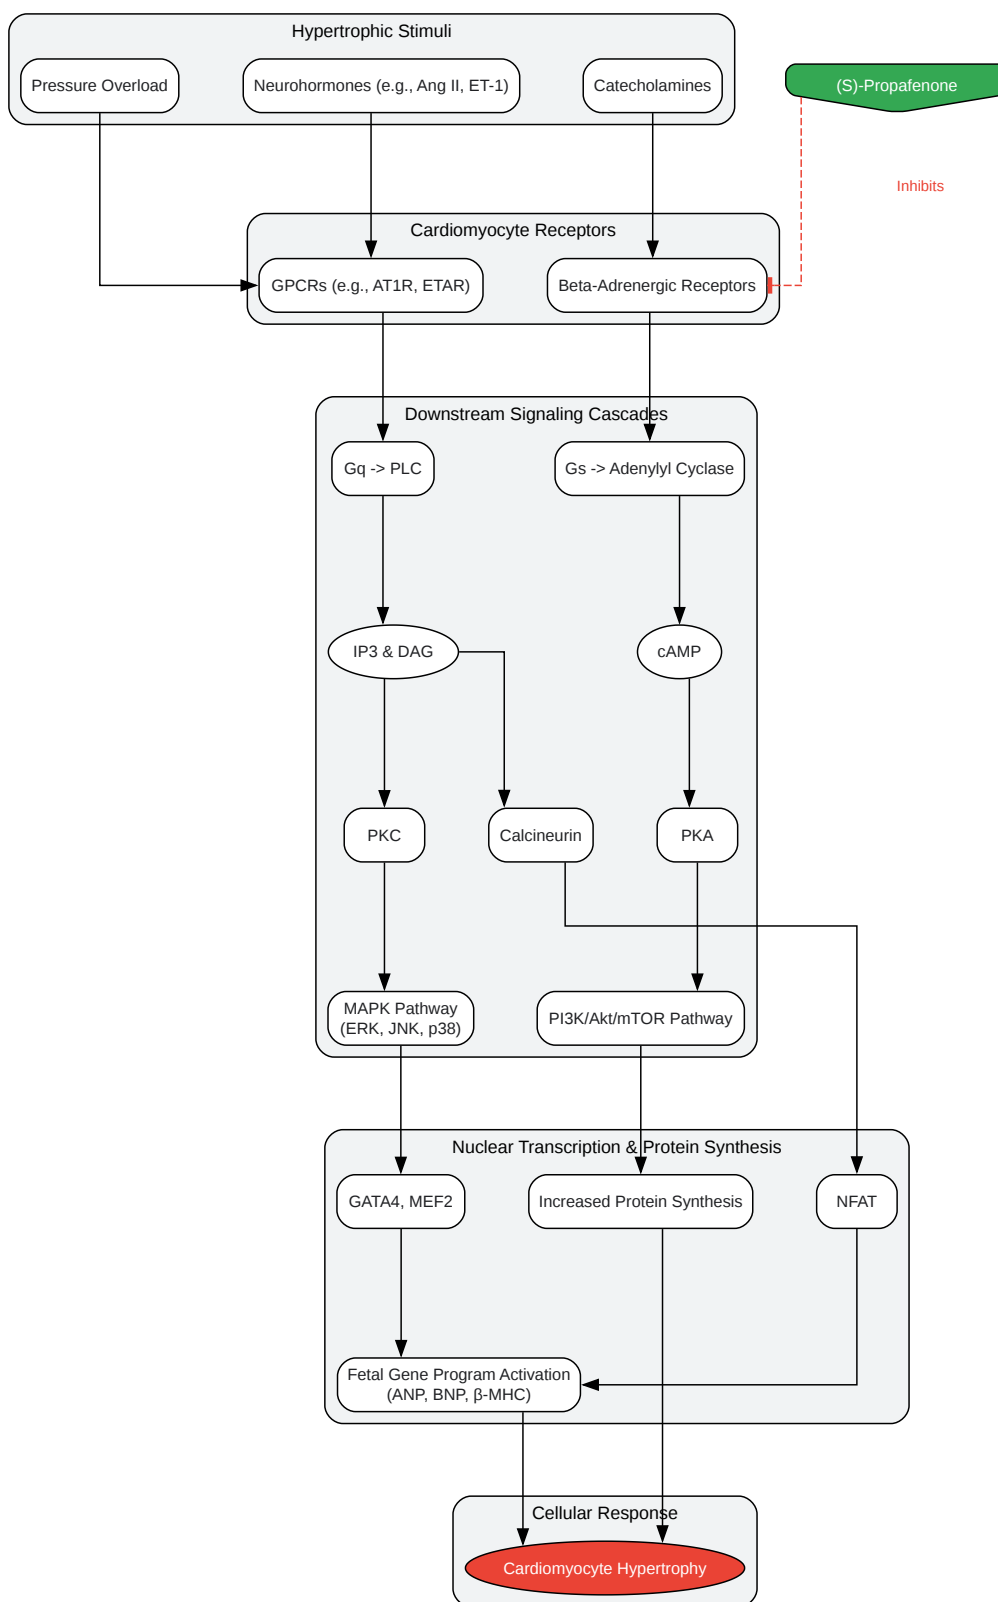 Hypertrophic Stimuli
Pressure Overload
Neurohormones (e.g., Ang II, ET-1)
Catecholamines
(S)-Propafenone
Inhibits
Cardiomyocyte Receptors
GPCRs (e.g., AT1R, ETAR)
Beta-Adrenergic Receptors
Downstream Signaling Cascades
Gq -> PLC
Gs -> Adenylyl Cyclase
IP3 & DAG
cAMP
PKC
Calcineurin
PKA
MAPK Pathway
(ERK, JNK, p38)
PI3K/Akt/mTOR Pathway
Nuclear Transcription & Protein Synthesis
GATA4, MEF2
Increased Protein Synthesis
NFAT
Fetal Gene Program Activation
(ANP, BNP, β-MHC)
Cellular Response
Cardiomyocyte Hypertrophy